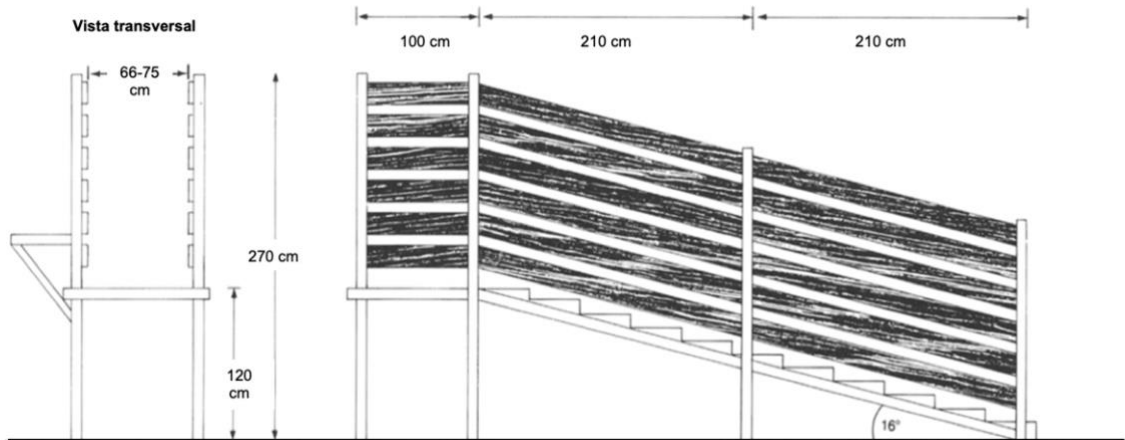 Vista transversal
66-75
cm
100 cm
210 cm
210 cm
270 cm
120
cm
16°